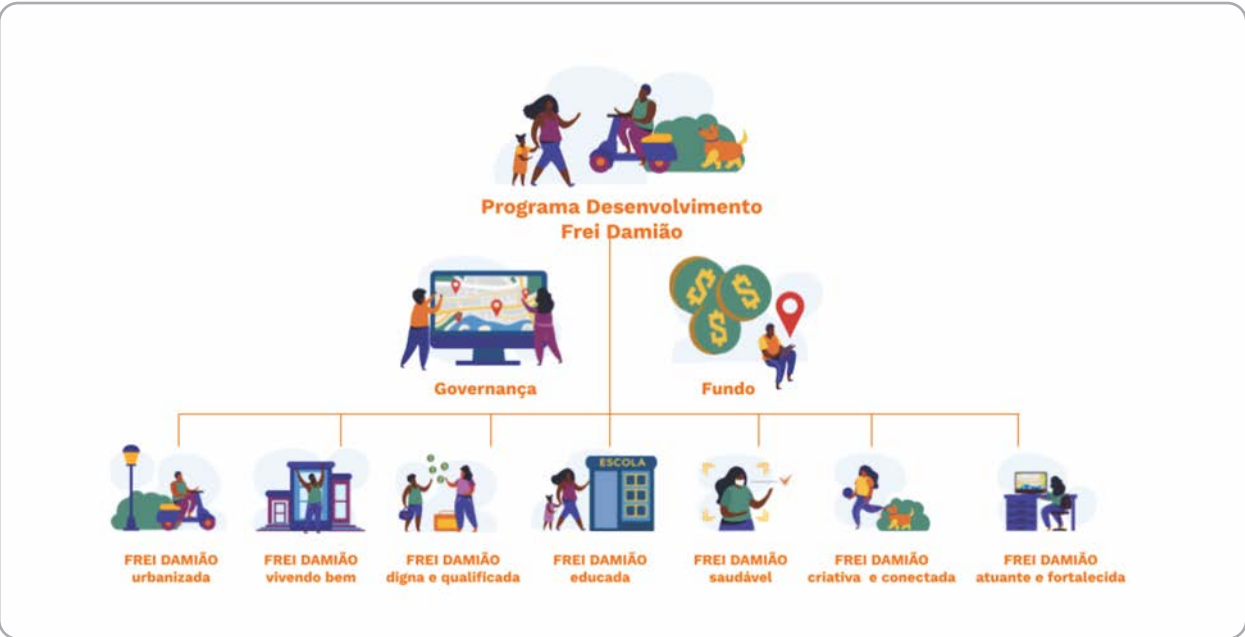 Programa Desenvolvimento
Frei Damião
Governança
Fundo
ESCOLA
FREI DAMIÃO
urbanizada
FREI DAMIÃO
vivendo bem
FREI DAMIÃO
digna e qualificada
FREI DAMIÃO
educada
FREI DAMIÃO
saudável
FREI DAMIÃO
criativa e conectada
FREI DAMIÃO
atuante e fortalecida